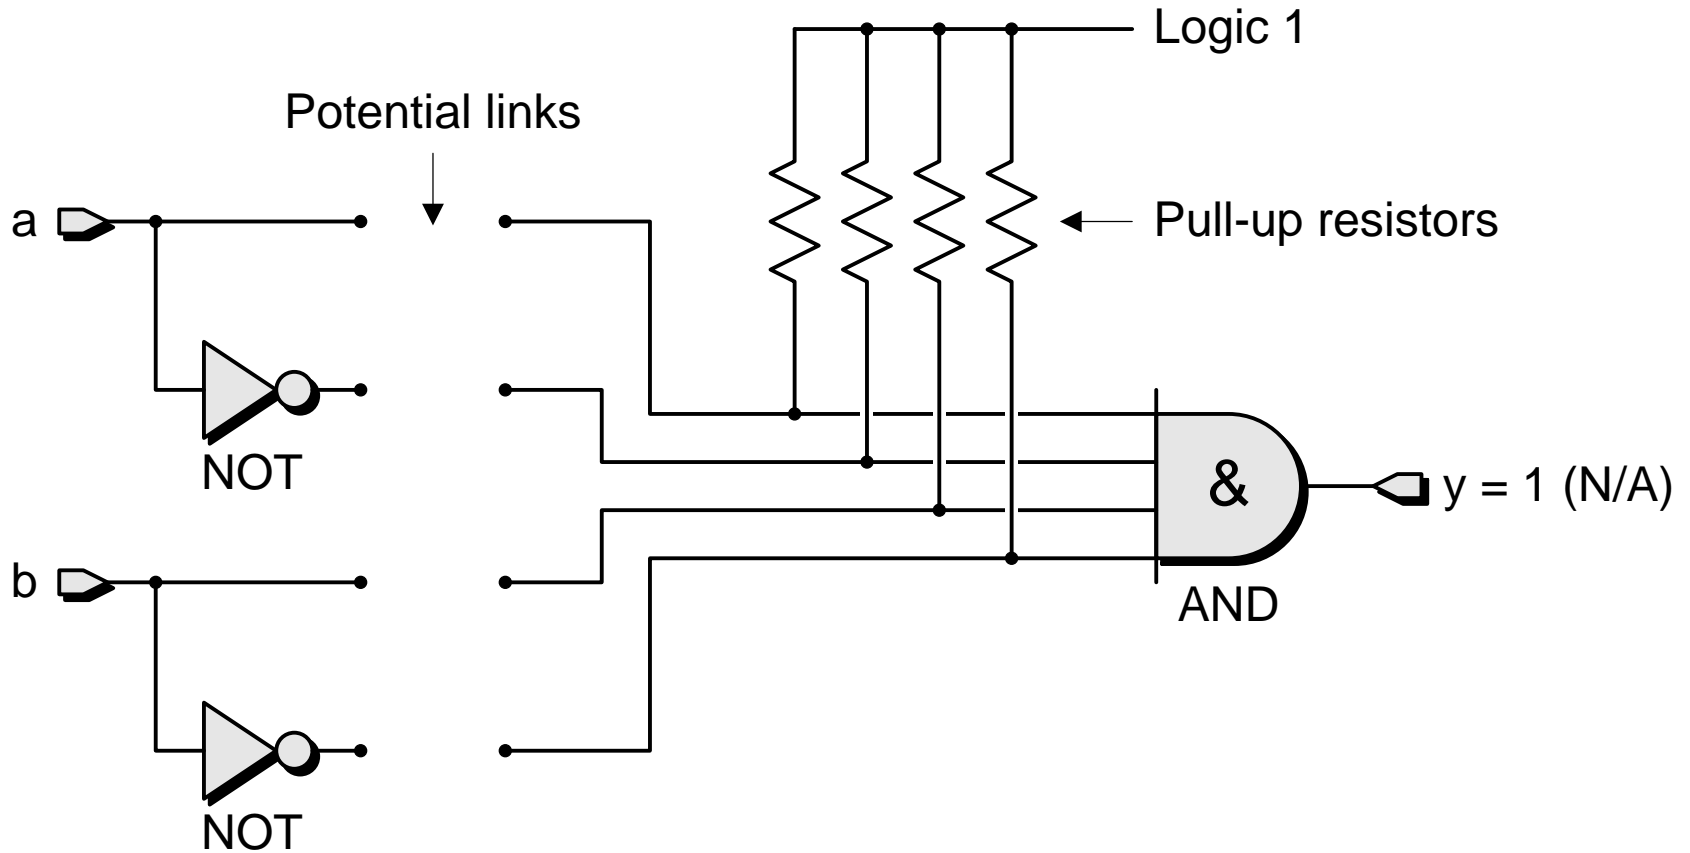 Logic 1
Potential links
a
Pull-up resistors
NOT
&
y = 1 (N/A)
b
AND
NOT